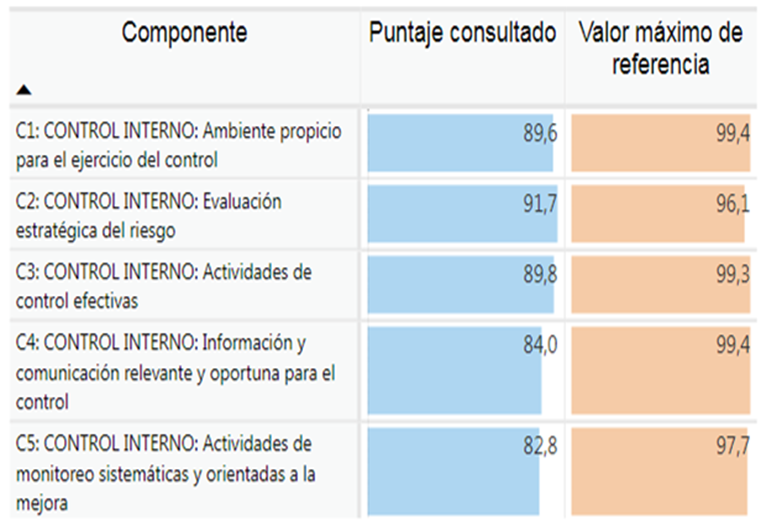 Componente
Puntaje consultado
Valor máximo de
referencia
C1: CONTROL INTERNO: Ambiente propicio
para el ejercicio del control
89,6
99,4
C2: CONTROL INTERNO: Evaluación
estratégica del riesgo
91,7
96,1
C3: CONTROL INTERNO: Actividades de
control efectivas
89,8
99,3
C4: CONTROL INTERNO: Información y
comunicación relevante y oportuna para el
control
84,0
99,4
C5: CONTROL INTERNO: Actividades de
monitoreo sistemáticas y orientadas a la
mejora
82,8
97,7